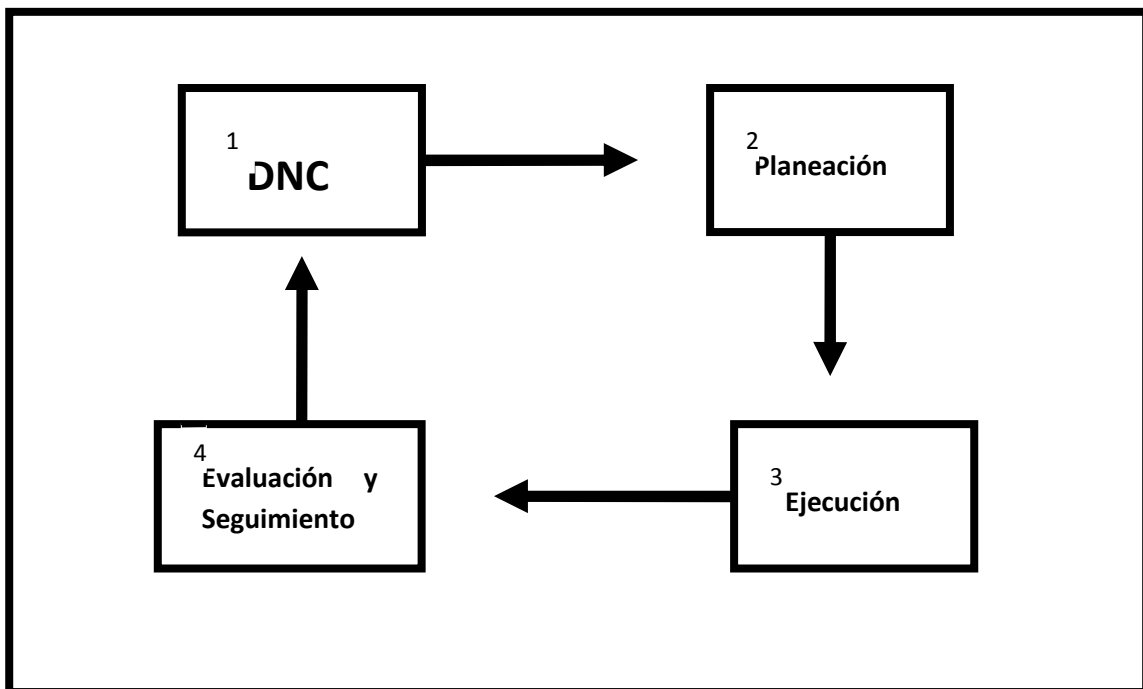 1
DNC
2
Planeación
3
Ejecución
4
Evaluación y
Seguimiento